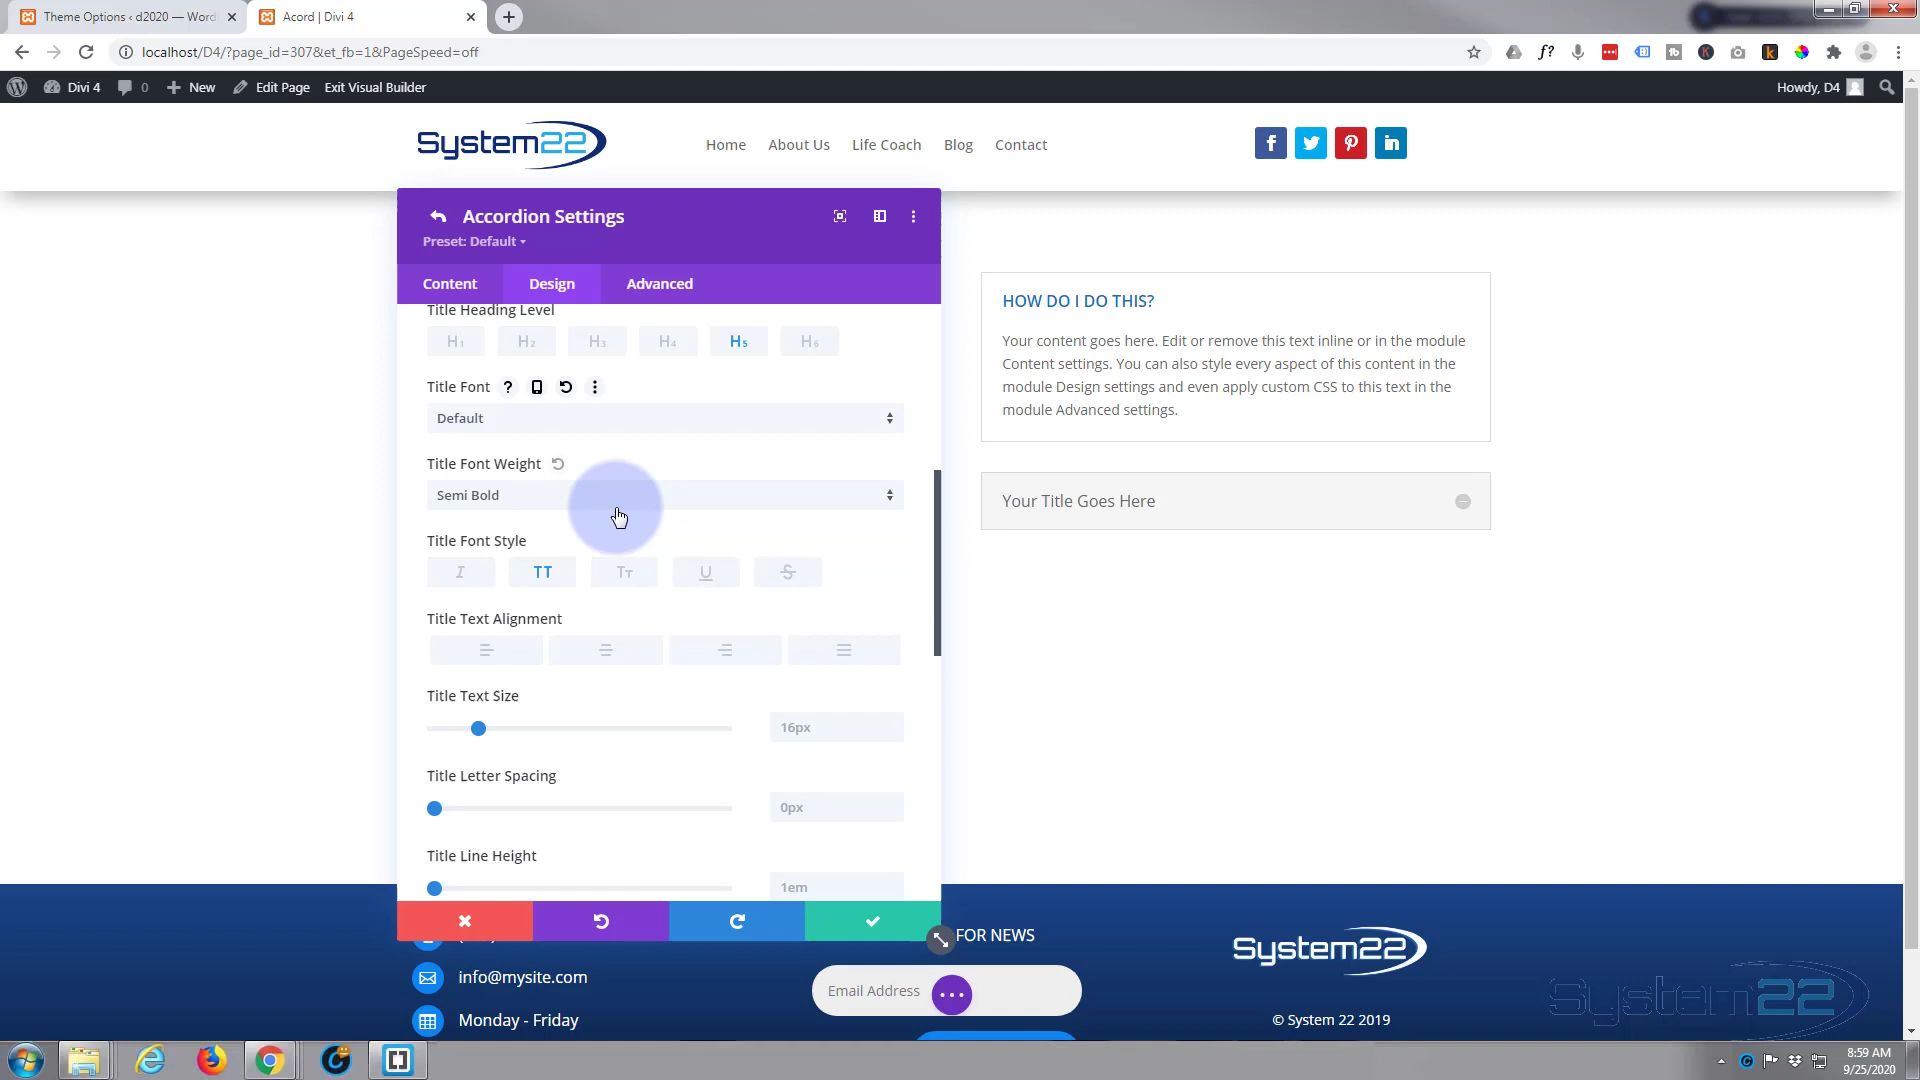 Theme Options ‹ d2020 — Word
Acord | Divi 4
localhost/D4/?page_id=307&et_fb=1&PageSpeed=off
Divi 4
0
New
Edit Page
Exit Visual Builder
Howdy, D4
System22
Home
About Us
Life Coach
Blog
Contact
Accordion Settings
Preset: Default
Content
Design
Advanced
Title Heading Level
H1
H2
H3
H4
H5
H6
Title Font
Default
Title Font Weight
Semi Bold
Title Font Style
I
TT
Tт
U
S
Title Text Alignment
Title Text Size
16px
Title Letter Spacing
0px
Title Line Height
1em
HOW DO I DO THIS?
Your content goes here. Edit or remove this text inline or in the module
Content settings. You can also style every aspect of this content in the
module Design settings and even apply custom CSS to this text in the
module Advanced settings.
Your Title Goes Here
FOR NEWS
info@mysite.com
Email Address
Monday - Friday
System22
© System 22 2019
System22
8:59 AM
9/25/2020